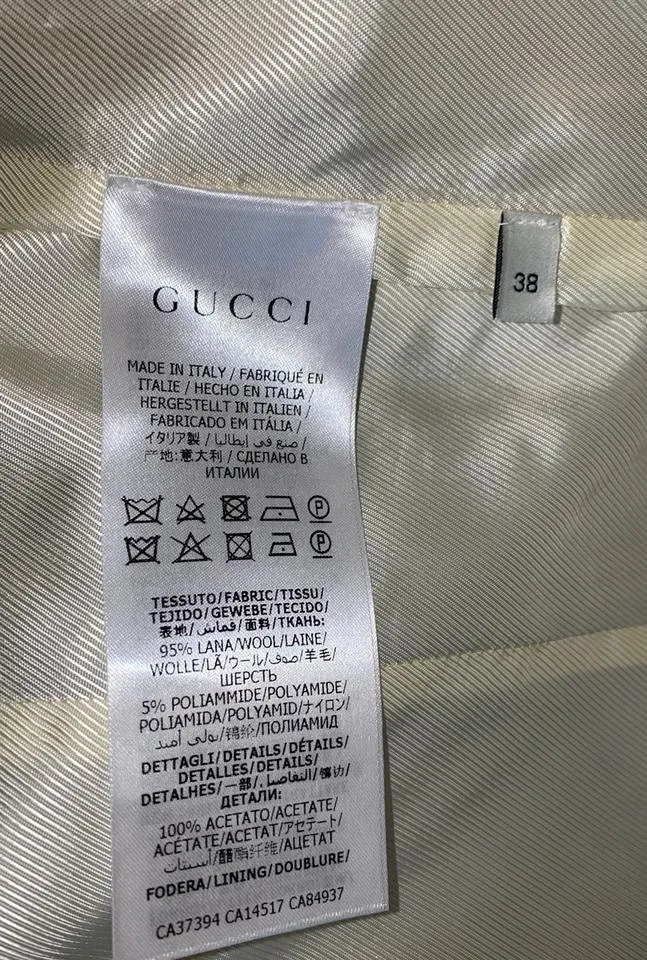 GUCCI
38
MADE IN ITALY / FABRIQUÉ EN
ITALIE / HECHO EN ITALIA /
HERGESTELLT IN ITALIEN /
FABRICADO EM ITÁLIA /
イタリア製 / صنع في إيطاليا /
产地:意大利 / СДЕЛАНО В
ИТАЛИИ
P
P
TESSUTO/FABRIC/TISSU/
TEJIDO/GEWEBE/TECIDO/
表地/قماش/面料/ТКАНЬ:
95% LANA/WOOL/LAINE/
WOLLE/LÃ/ウール/صوف/羊毛/
ШЕРСТЬ
5% POLIAMMIDE/POLYAMIDE/
POLIAMIDA/POLYAMID/ナイロン/
بولي أميد/锦纶/ПОЛИАМИД
DETTAGLI/DETAILS/DÉTAILS/
DETALLES/DETAILS/
DETALHES/一部/التفاصيل/镶边/
ДЕТАЛИ:
100% ACETATO/ACETATE/
ACÉTATE/ACETAT/アセテート/
أسيتات/醋酯纤维/АЦЕТАТ
FODERA/LINING/DOUBLURE/
CA37394 CA14517 CA84937